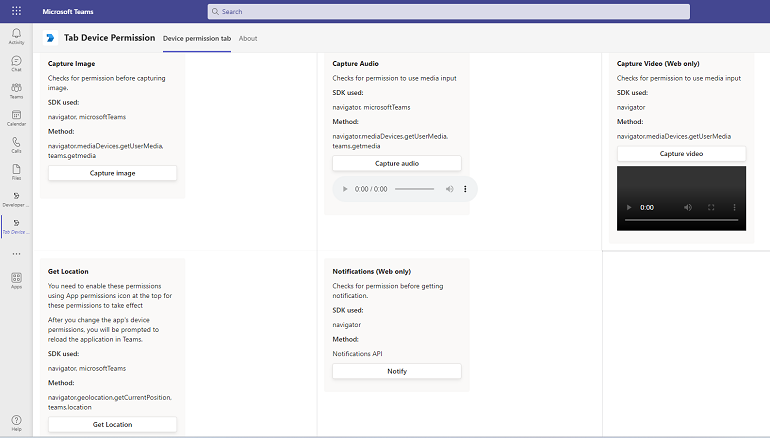 Microsoft Teams
Search
Activity
Chat
Teams
Calendar
Calls
Files
Developer ...
Tab Device ...
Apps
Help
Tab Device Permission
Device permission tab
About
Capture Image
Checks for permission before capturing
image.
SDK used:
navigator, microsoftTeams
Method:
navigator.mediaDevices.getUserMedia,
teams.getmedia
Capture image
Capture Audio
Checks for permission to use media input
SDK used:
navigator, microsoftTeams
Method:
navigator.mediaDevices.getUserMedia,
teams.getmedia
Capture audio
0:00 / 0:00
Capture Video (Web only)
Checks for permission to use media input
SDK used:
navigator
Method:
navigator.mediaDevices.getUserMedia
Capture video
0:00
Get Location
You need to enable these permissions
using App permissions icon at the top for
these permissions to take effect
After you change the app's device
permissions, you will be prompted to
reload the application in Teams.
SDK used:
navigator, microsoftTeams
Method:
navigator.geolocation.getCurrentPosition,
teams.location
Get Location
Notifications (Web only)
Checks for permission before getting
notification.
SDK used:
navigator
Method:
Notifications API
Notify